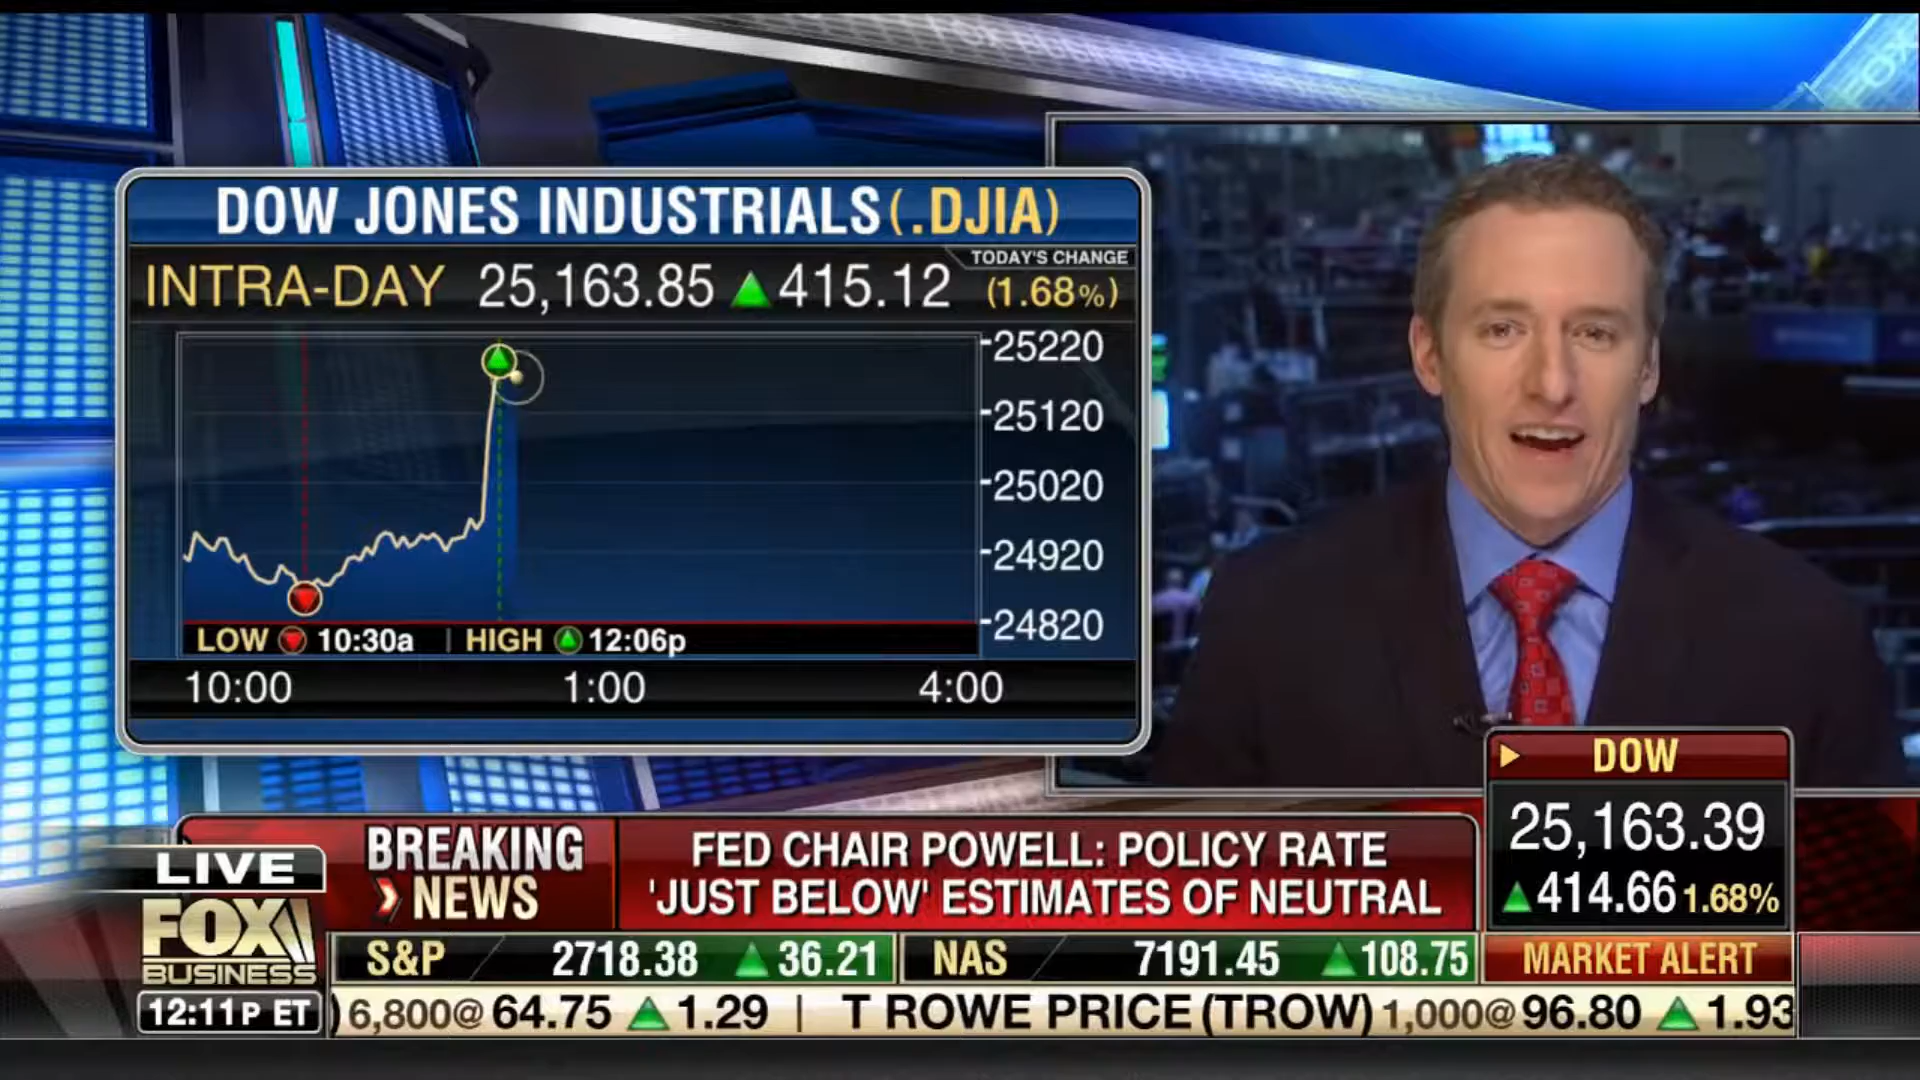 FOX BUSINESS
FOX
DOW JONES INDUSTRIALS (.DJIA)
TODAY'S CHANGE
INTRA-DAY 25,163.85 ▲ 415.12 (1.68%)
25220
25120
25020
24920
24820
LOW ▼ 10:30a | HIGH ▲ 12:06p
10:00 1:00 4:00
DOW
25,163.39
▲ 414.66 1.68%
MARKET ALERT
BREAKING
NEWS
FED CHAIR POWELL: POLICY RATE
'JUST BELOW' ESTIMATES OF NEUTRAL
LIVE
FOX
BUSINESS
12:11P ET
S&P 2718.38 ▲ 36.21 NAS 7191.45 ▲ 108.75
) 6,800@ 64.75 ▲ 1.29 | T ROWE PRICE (TROW) 1,000@ 96.80 ▲ 1.93